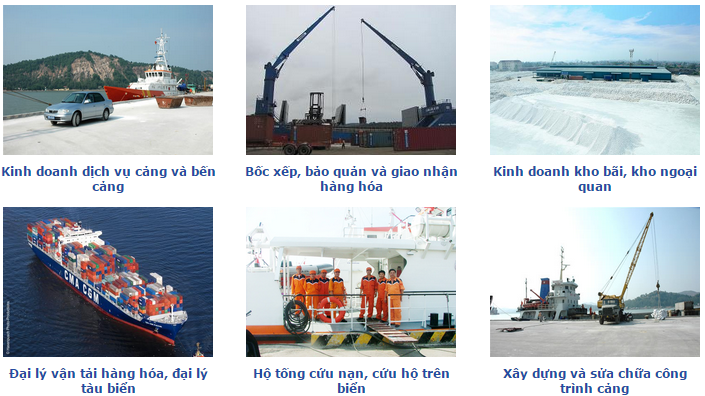 Kinh doanh dịch vụ cảng và bến
cảng
Bốc xếp, bảo quản và giao nhận
hàng hóa
Kinh doanh kho bãi, kho ngoại
quan
CMA CGM
Đại lý vận tải hàng hóa, đại lý
tàu biển
Hộ tống cứu nạn, cứu hộ trên
biển
Xây dựng và sửa chữa công
trình cảng